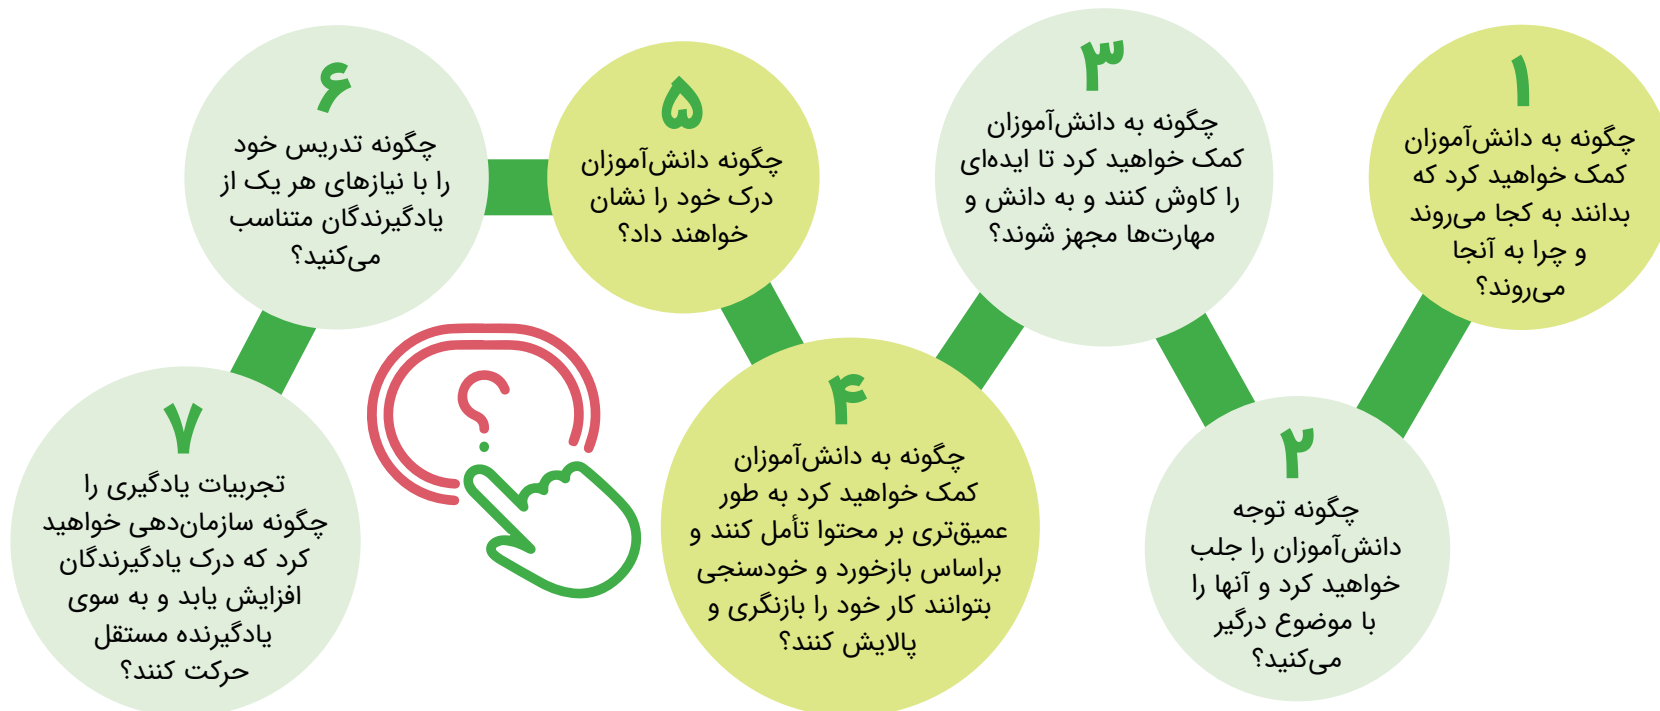 ۱
چگونه به دانش‌آموزان
کمک خواهید کرد که
بدانند به کجا می‌روند
و چرا به آنجا
می‌روند؟
۲
چگونه توجه
دانش‌آموزان را جلب
خواهید کرد و آنها را
با موضوع درگیر
می‌کنید؟
۳
چگونه به دانش‌آموزان
کمک خواهید کرد تا ایده‌ای
را کاوش کنند و به دانش و
مهارت‌ها مجهز شوند؟
۴
چگونه به دانش‌آموزان
کمک خواهید کرد به طور
عمیق‌تری بر محتوا تأمل کنند و
براساس بازخورد و خودسنجی
بتوانند کار خود را بازنگری و
پالایش کنند؟
۵
چگونه دانش‌آموزان
درک خود را نشان
خواهند داد؟
۶
چگونه تدریس خود
را با نیازهای هر یک از
یادگیرندگان متناسب
می‌کنید؟
۷
تجربیات یادگیری را
چگونه سازمان‌دهی خواهید
کرد که درک یادگیرندگان
افزایش یابد و به سوی
یادگیرنده مستقل
حرکت کنند؟
؟